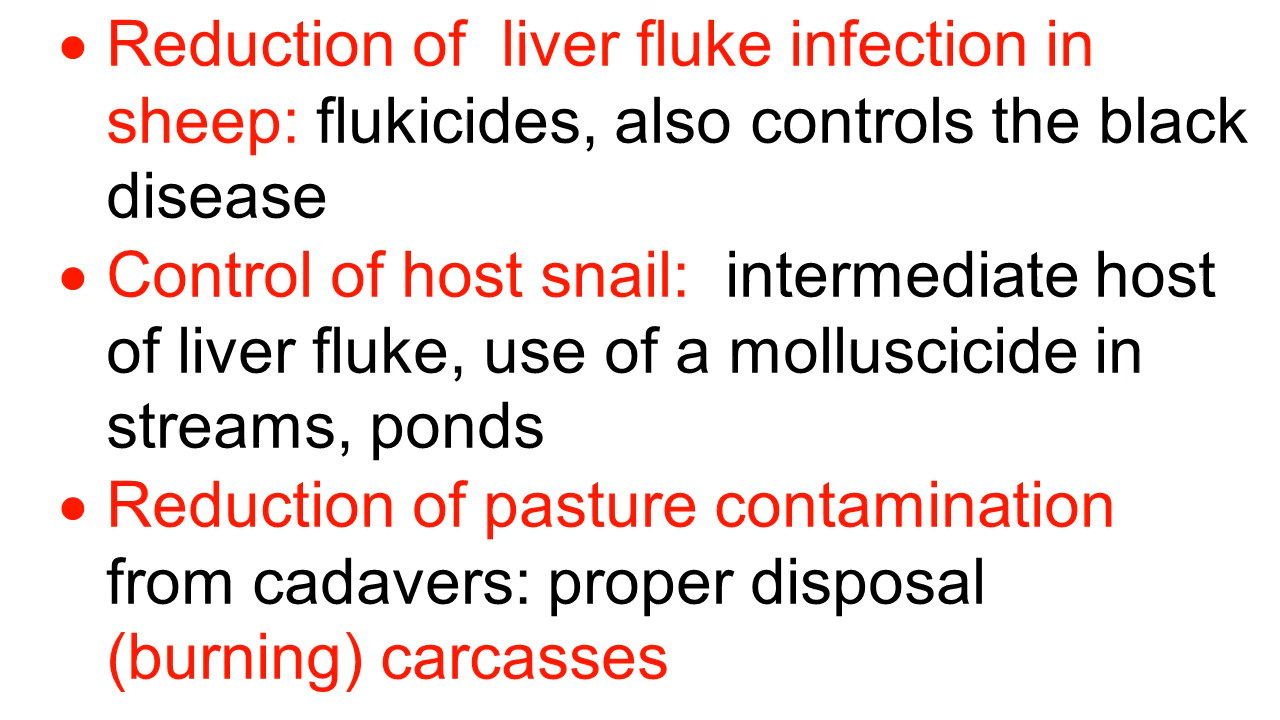 • Reduction of  liver fluke infection in
sheep: flukicides, also controls the black
disease
• Control of host snail:  intermediate host
of liver fluke, use of a molluscicide in
streams, ponds
• Reduction of pasture contamination
from cadavers: proper disposal
(burning) carcasses